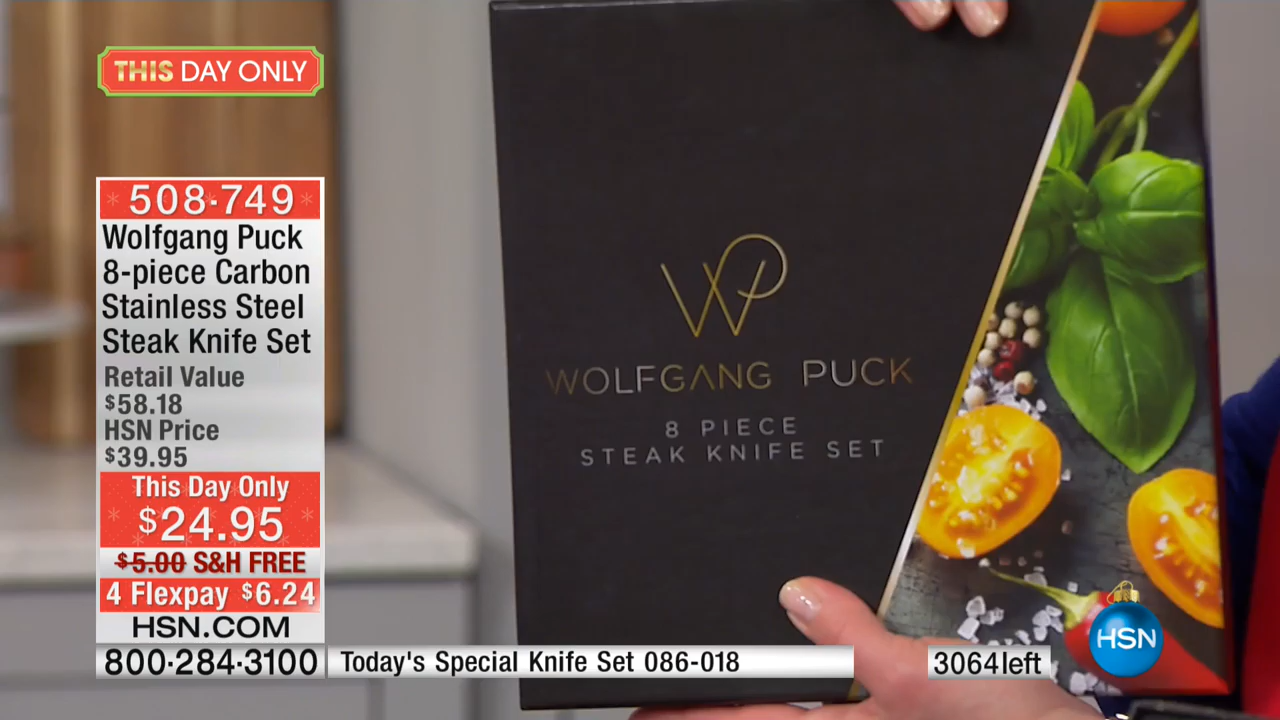 THIS DAY ONLY
508-749
Wolfgang Puck
8-piece Carbon
Stainless Steel
Steak Knife Set
Retail Value
$58.18
HSN Price
$39.95
This Day Only
$24.95
$5.00 S&H FREE
4 Flexpay $6.24
HSN.COM
800-284-3100
Today's Special Knife Set 086-018
3064 left
WP
WOLFGANG PUCK
8 PIECE
STEAK KNIFE SET
HSN